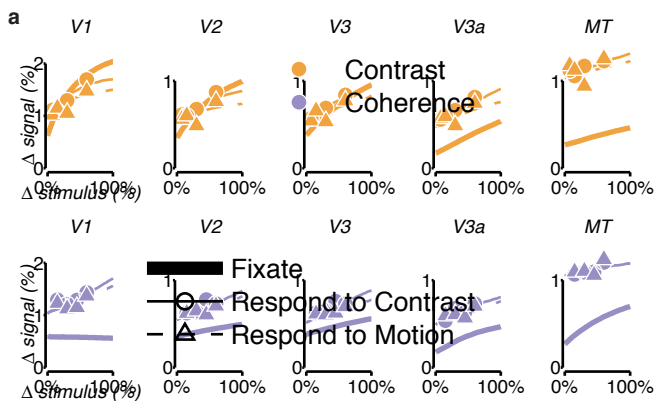 a
V1 V2 V3 V3a MT
Δ signal (%)
2
1
0
1
0
1
0
1
0
1
0
Contrast
Coherence
0% 100% 0% 100% 0% 100% 0% 100% 0% 100%
Δ stimulus (%)
V1 V2 V3 V3a MT
Δ signal (%)
2
1
0
1
0
1
0
1
0
1
0
Fixate
Respond to Contrast
Respond to Motion
0% 100% 0% 100% 0% 100% 0% 100% 0% 100%
Δ stimulus (%)